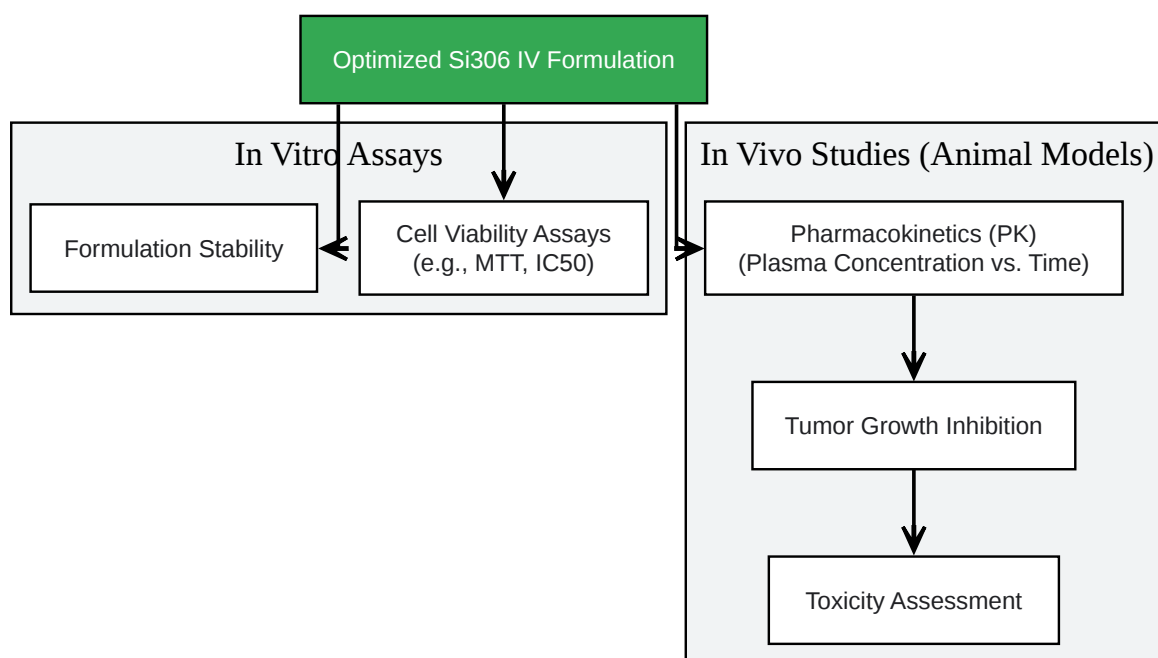 Optimized Si306 IV Formulation
In Vitro Assays
In Vivo Studies (Animal Models)
Formulation Stability
Cell Viability Assays
(e.g., MTT, IC50)
Pharmacokinetics (PK)
(Plasma Concentration vs. Time)
Tumor Growth Inhibition
Toxicity Assessment